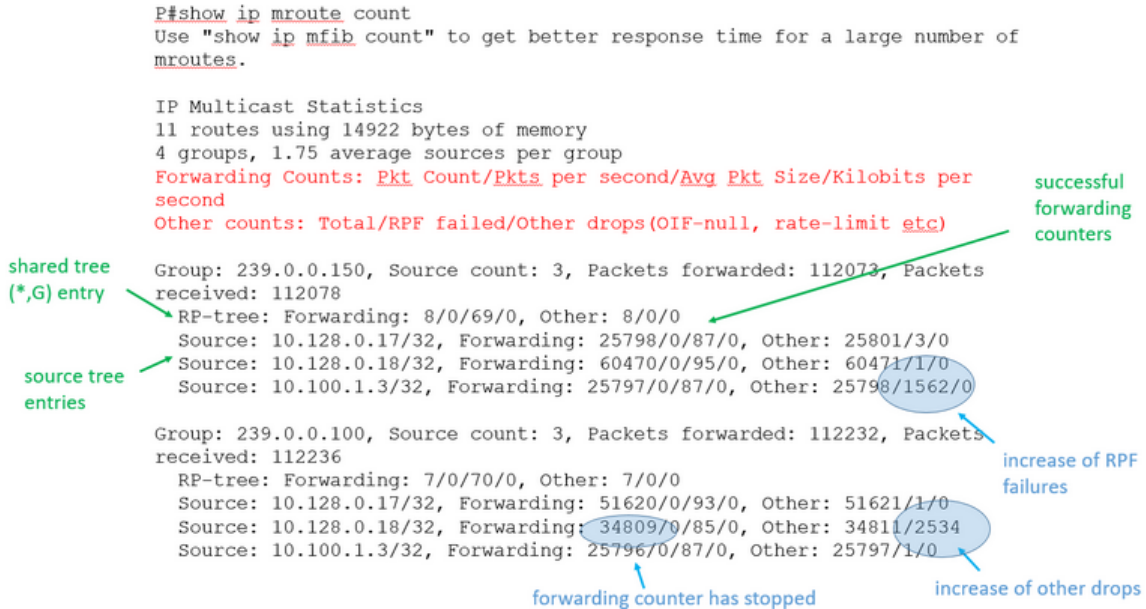 P#show ip mroute count
Use "show ip mfib count" to get better response time for a large number of
mroutes.
IP Multicast Statistics
11 routes using 14922 bytes of memory
4 groups, 1.75 average sources per group
Forwarding Counts: Pkt Count/Pkts per second/Avg Pkt Size/Kilobits per
second
Other counts: Total/RPF failed/Other drops(OIF-null, rate-limit etc)
successful
forwarding
counters
shared tree
(*,G) entry
Group: 239.0.0.150, Source count: 3, Packets forwarded: 112073, Packets
received: 112078
RP-tree: Forwarding: 8/0/69/0, Other: 8/0/0
Source: 10.128.0.17/32, Forwarding: 25798/0/87/0, Other: 25801/3/0
Source: 10.128.0.18/32, Forwarding: 60470/0/95/0, Other: 60471/1/0
Source: 10.100.1.3/32, Forwarding: 25797/0/87/0, Other: 25798/1562/0
source tree
entries
Group: 239.0.0.100, Source count: 3, Packets forwarded: 112232, Packets
received: 112236
RP-tree: Forwarding: 7/0/70/0, Other: 7/0/0
Source: 10.128.0.17/32, Forwarding: 51620/0/93/0, Other: 51621/1/0
Source: 10.128.0.18/32, Forwarding: 34809/0/85/0, Other: 34811/2534
Source: 10.100.1.3/32, Forwarding: 25796/0/87/0, Other: 25797/1/0
increase of RPF
failures
forwarding counter has stopped
increase of other drops